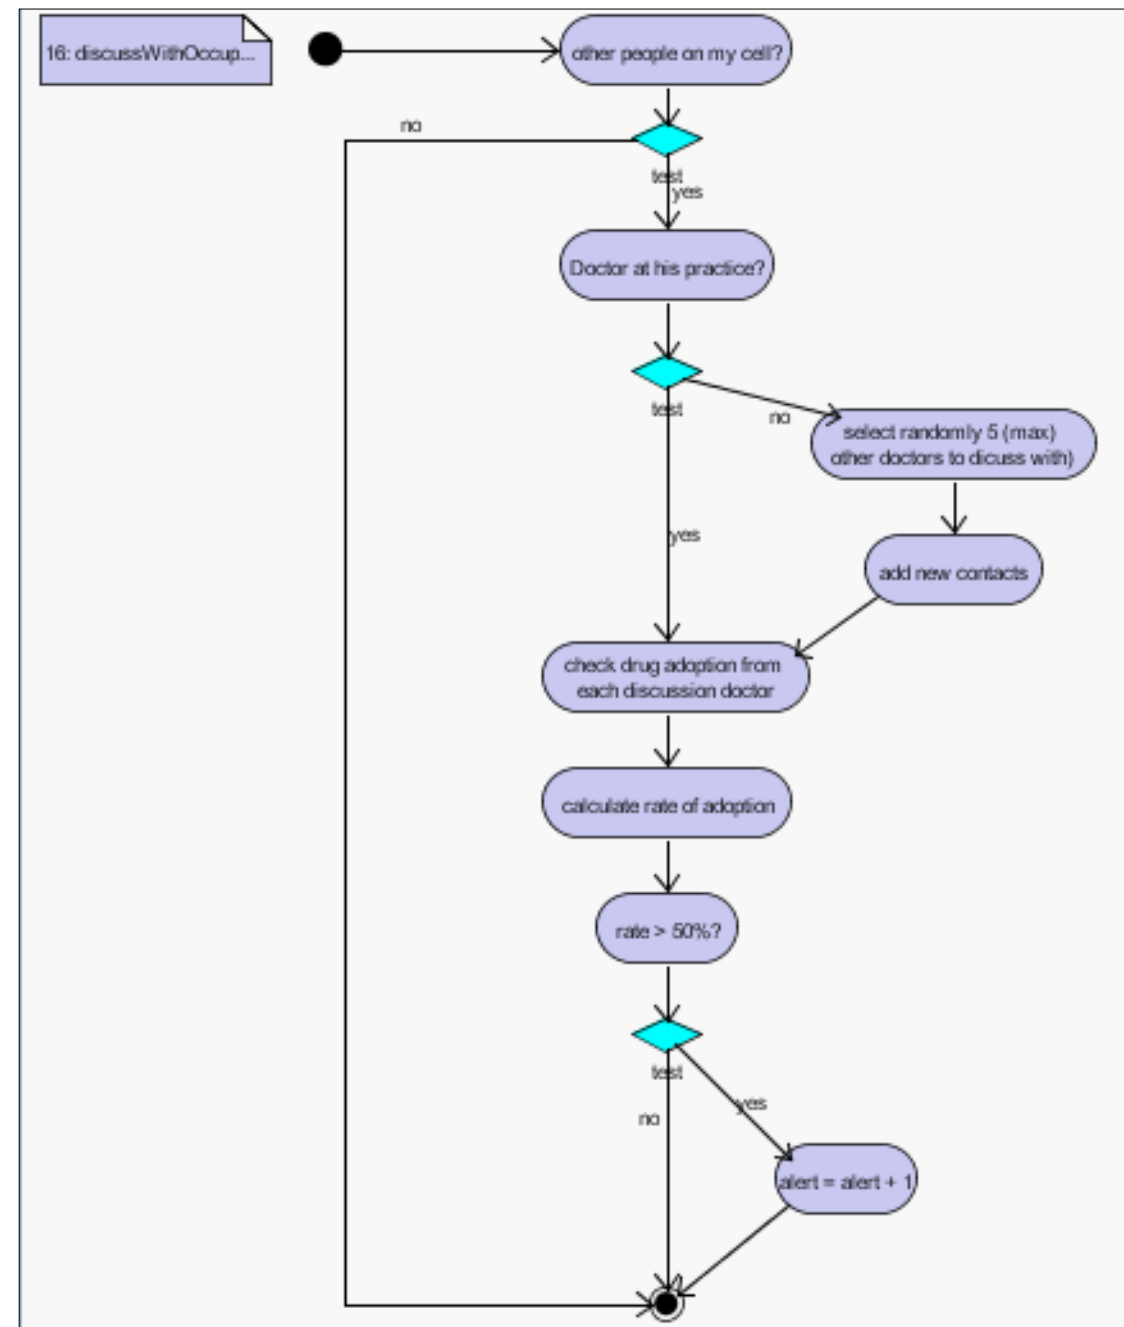 16: discussWithOccup...
other people on my cell?
no
test
yes
Doctor at his practice?
test
no
select randomly 5 (max)
other doctors to dicuss with)
yes
add new contacts
check drug adoption from
each discussion doctor
calculate rate of adoption
rate > 50%?
test
yes
no
alert = alert + 1